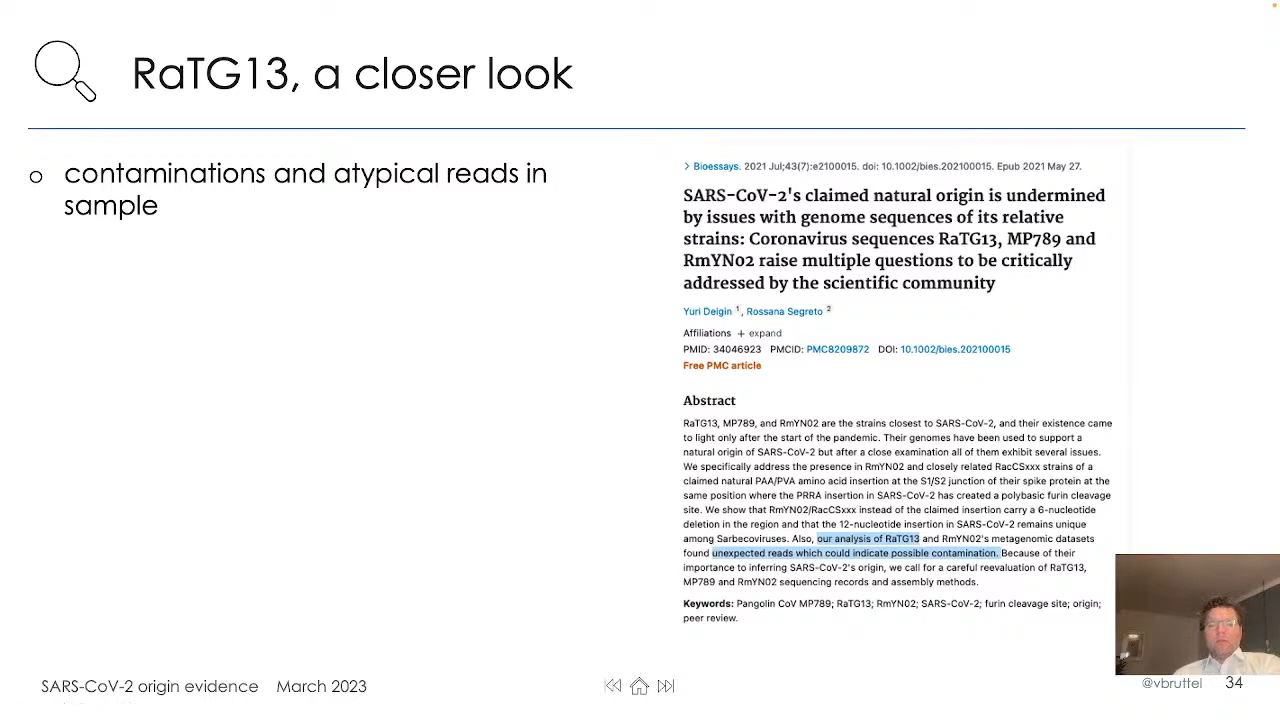 RaTG13, a closer look
o contaminations and atypical reads in
sample
> Bioessays. 2021 Jul;43(7):e2100015. doi: 10.1002/bies.202100015. Epub 2021 May 27.
SARS-CoV-2's claimed natural origin is undermined
by issues with genome sequences of its relative
strains: Coronavirus sequences RaTG13, MP789 and
RmYN02 raise multiple questions to be critically
addressed by the scientific community
Yuri Deigin 1, Rossana Segreto 2
Affiliations + expand
PMID: 34046923 PMCID: PMC8209872 DOI: 10.1002/bies.202100015
Free PMC article
Abstract
RaTG13, MP789, and RmYN02 are the strains closest to SARS-CoV-2, and their existence came
to light only after the start of the pandemic. Their genomes have been used to support a
natural origin of SARS-CoV-2 but after a close examination all of them exhibit several issues.
We specifically address the presence in RmYN02 and closely related RacCSxxx strains of a
claimed natural PAA/PVA amino acid insertion at the S1/S2 junction of their spike protein at the
same position where the PRRA insertion in SARS-CoV-2 has created a polybasic furin cleavage
site. We show that RmYN02/RacCSxxx instead of the claimed insertion carry a 6-nucleotide
deletion in the region and that the 12-nucleotide insertion in SARS-CoV-2 remains unique
among Sarbecoviruses. Also, our analysis of RaTG13 and RmYN02's metagenomic datasets
found unexpected reads which could indicate possible contamination. Because of their
importance to inferring SARS-CoV-2's origin, we call for a careful reevaluation of RaTG13,
MP789 and RmYN02 sequencing records and assembly methods.
Keywords: Pangolin CoV MP789; RaTG13; RmYN02; SARS-CoV-2; furin cleavage site; origin;
peer review.
SARS-CoV-2 origin evidence March 2023
@vbruttel 34